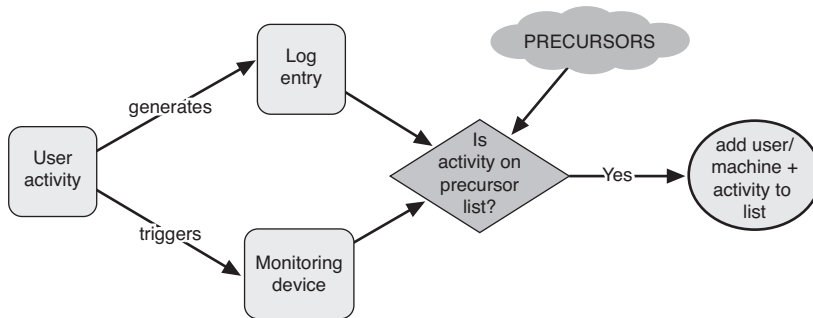 User
activity
generates
triggers
Log
entry
Monitoring
device
PRECURSORS
Is
activity on
precursor
list?
Yes
add user/
machine +
activity to
list